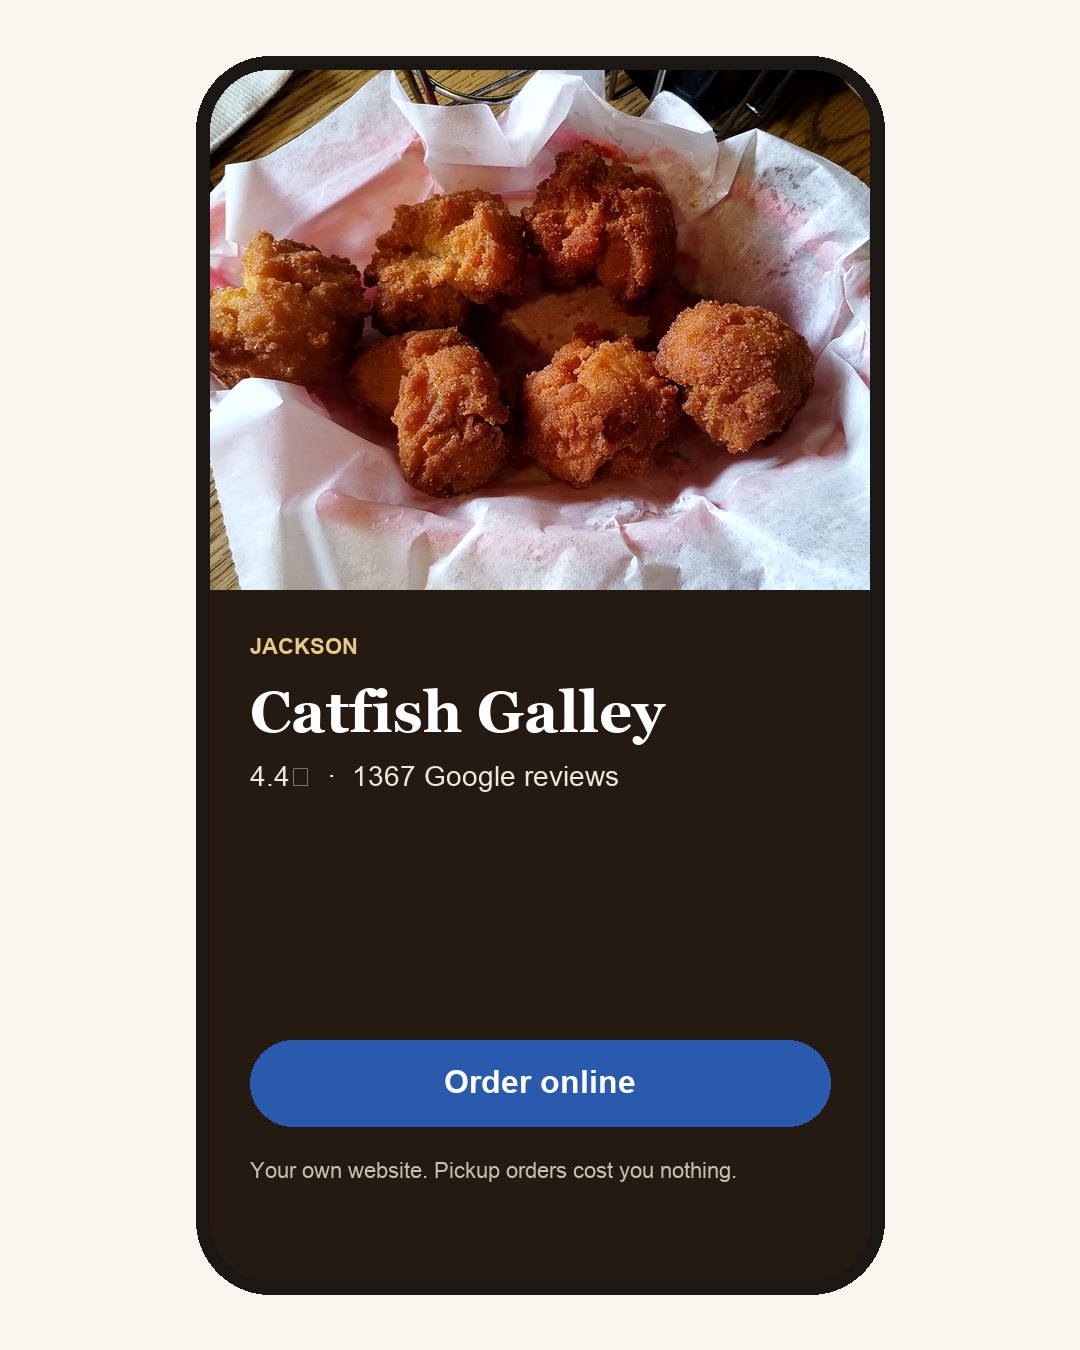 JACKSON
Catfish Galley
4.4□ · 1367 Google reviews
Order online
Your own website. Pickup orders cost you nothing.